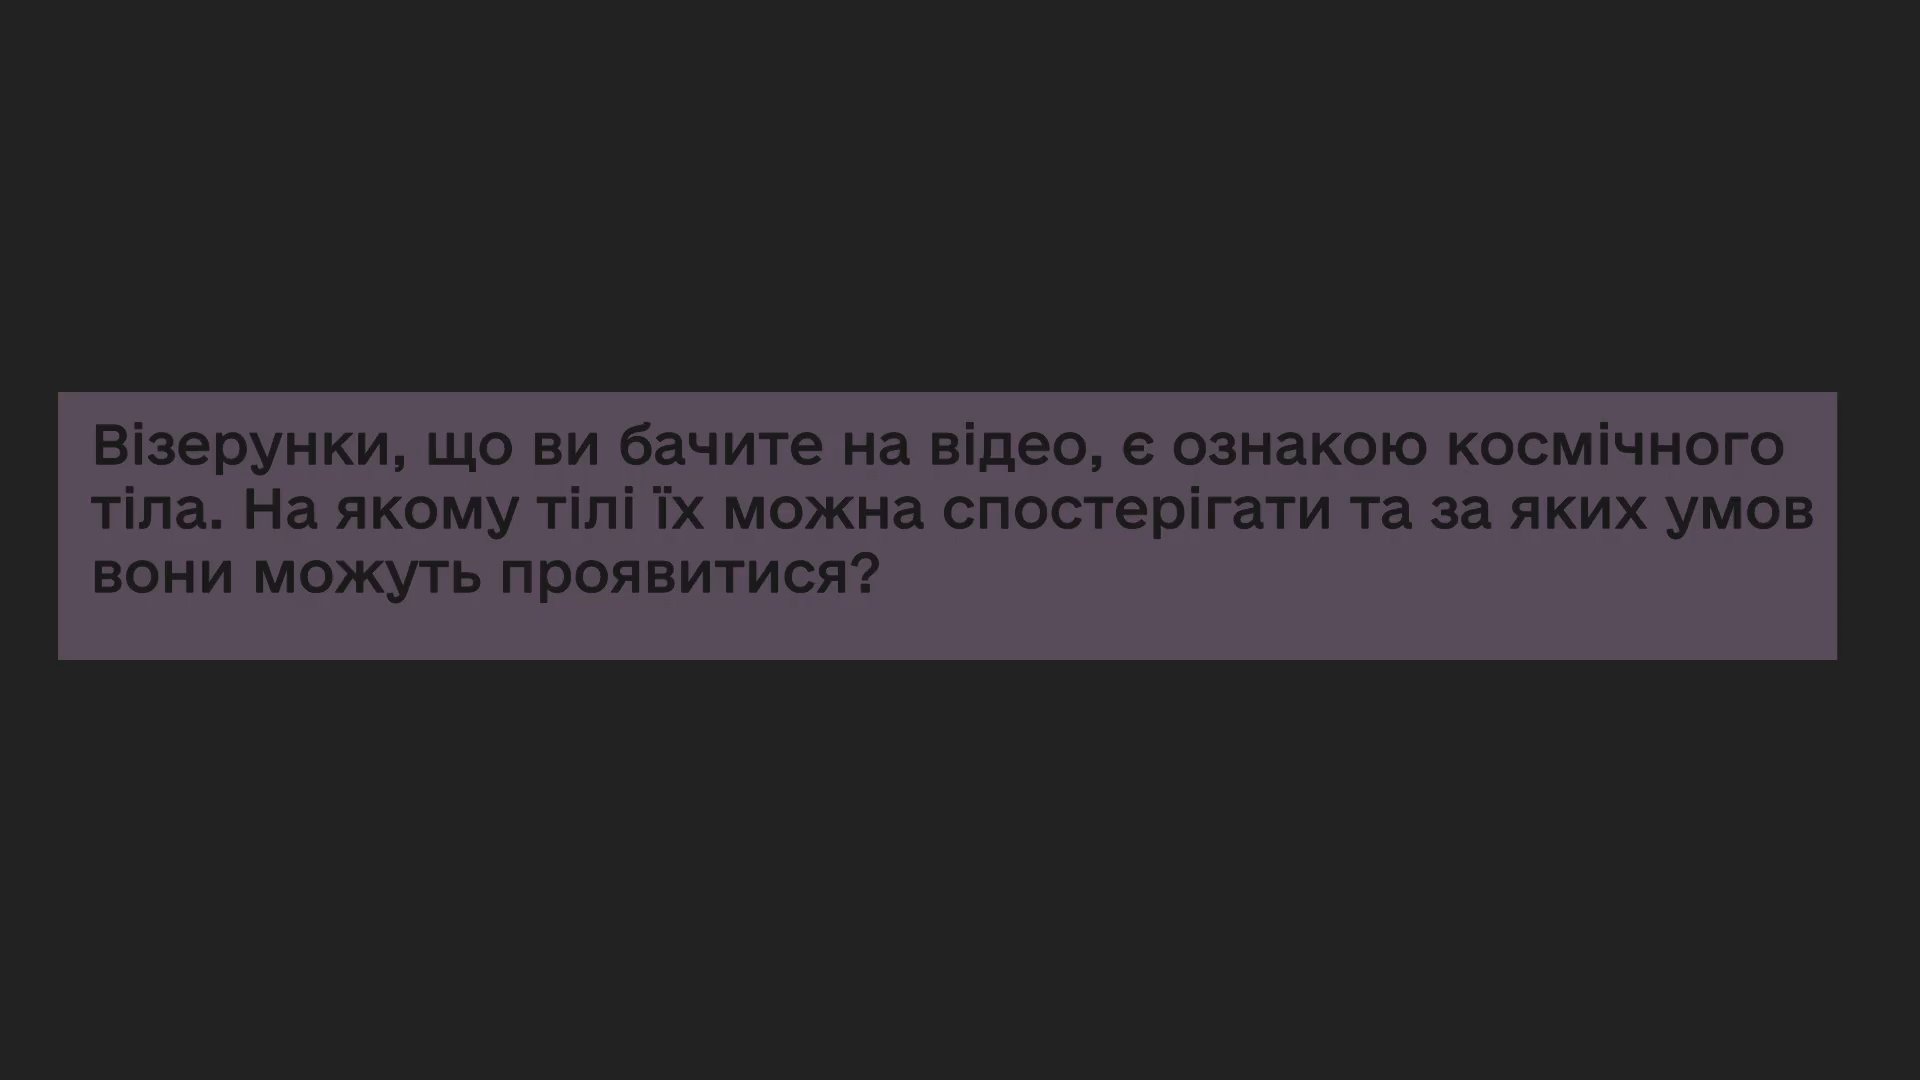 Візерунки, що ви бачите на відео, є ознакою космічного
тіла. На якому тілі їх можна спостерігати та за яких умов
вони можуть проявитися?